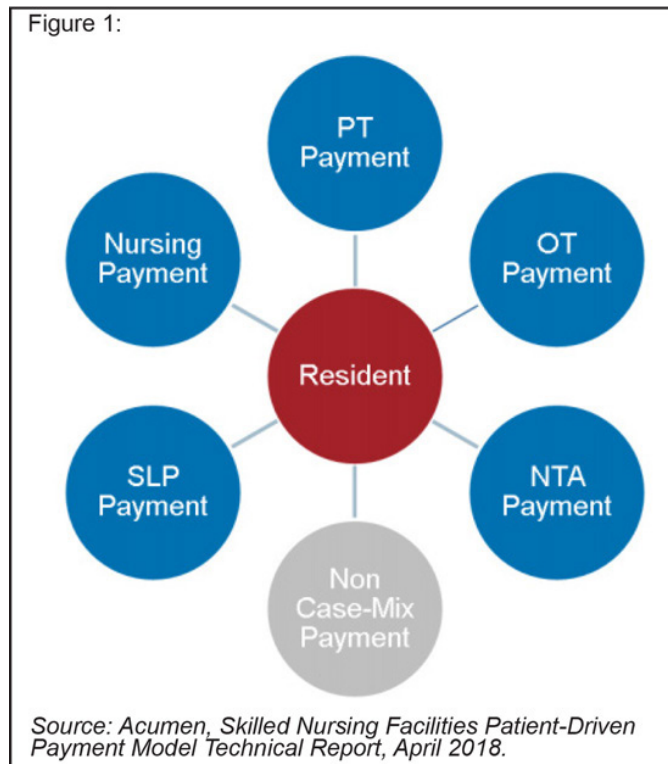 Figure 1:
PT
Payment
Nursing
Payment
OT
Payment
Resident
SLP
Payment
NTA
Payment
Non
Case-Mix
Payment
Source: Acumen, Skilled Nursing Facilities Patient-Driven
Payment Model Technical Report, April 2018.